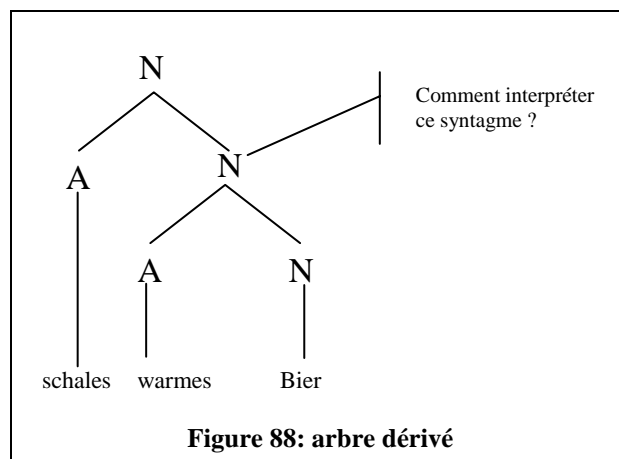 N
Comment interpréter
ce syntagme ?
A
N
A
N
schales warmes Bier
Figure 88: arbre dérivé